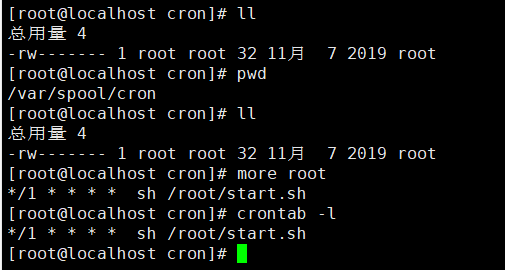 [root@localhost cron]# ll
总用量 4
-rw------- 1 root root 32 11月  7 2019 root
[root@localhost cron]# pwd
/var/spool/cron
[root@localhost cron]# ll
总用量 4
-rw------- 1 root root 32 11月  7 2019 root
[root@localhost cron]# more root
*/1 * * * *  sh /root/start.sh
[root@localhost cron]# crontab -l
*/1 * * * *  sh /root/start.sh
[root@localhost cron]#